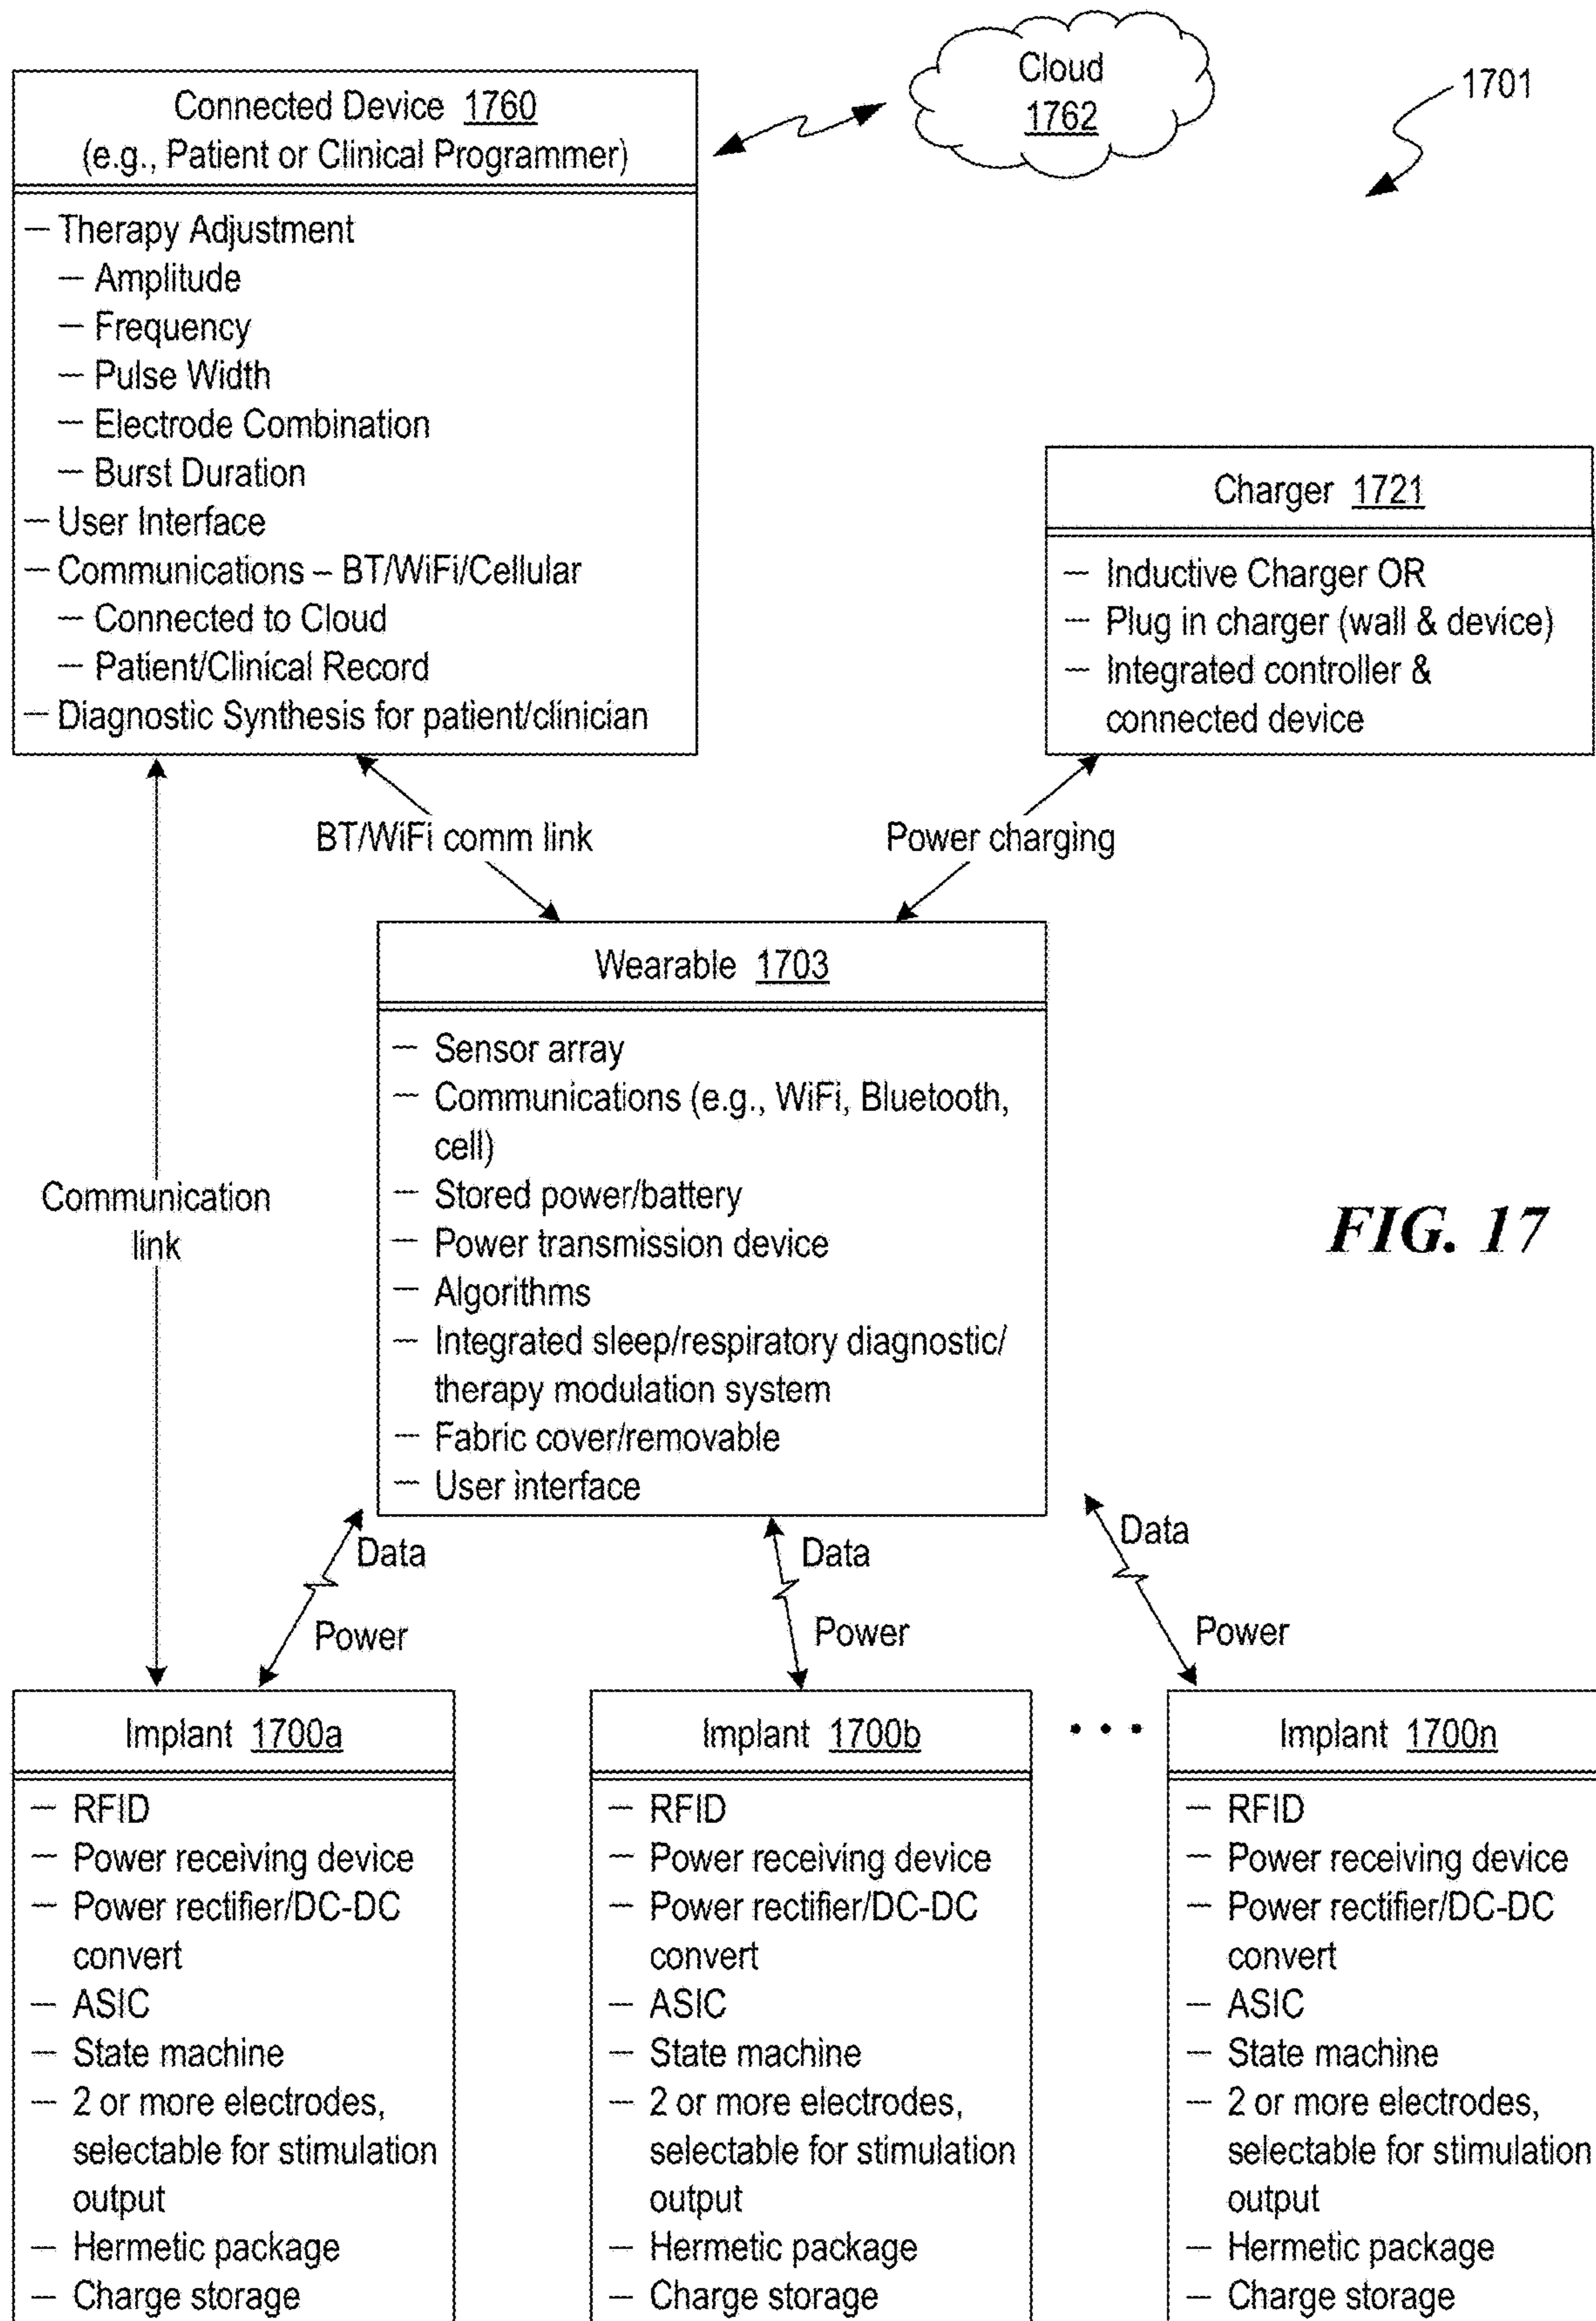 Cloud
1762
1701
Connected Device 1760
(e.g., Patient or Clinical Programmer)
— Therapy Adjustment
— Amplitude
— Frequency
— Pulse Width
— Electrode Combination
— Burst Duration
— User Interface
— Communications – BT/WiFi/Cellular
— Connected to Cloud
— Patient/Clinical Record
— Diagnostic Synthesis for patient/clinician
Charger 1721
— Inductive Charger OR
— Plug in charger (wall & device)
— Integrated controller &
connected device
BT/WiFi comm link
Power charging
Wearable 1703
— Sensor array
— Communications (e.g., WiFi, Bluetooth,
cell)
— Stored power/battery
— Power transmission device
— Algorithms
— Integrated sleep/respiratory diagnostic/
therapy modulation system
— Fabric cover/removable
— User interface
Communication
link
FIG. 17
Data
Power
Data
Power
Data
Power
Implant 1700a
— RFID
— Power receiving device
— Power rectifier/DC-DC
convert
— ASIC
— State machine
— 2 or more electrodes,
selectable for stimulation
output
— Hermetic package
— Charge storage
Implant 1700b
— RFID
— Power receiving device
— Power rectifier/DC-DC
convert
— ASIC
— State machine
— 2 or more electrodes,
selectable for stimulation
output
— Hermetic package
— Charge storage
• • •
Implant 1700n
— RFID
— Power receiving device
— Power rectifier/DC-DC
convert
— ASIC
— State machine
— 2 or more electrodes,
selectable for stimulation
output
— Hermetic package
— Charge storage